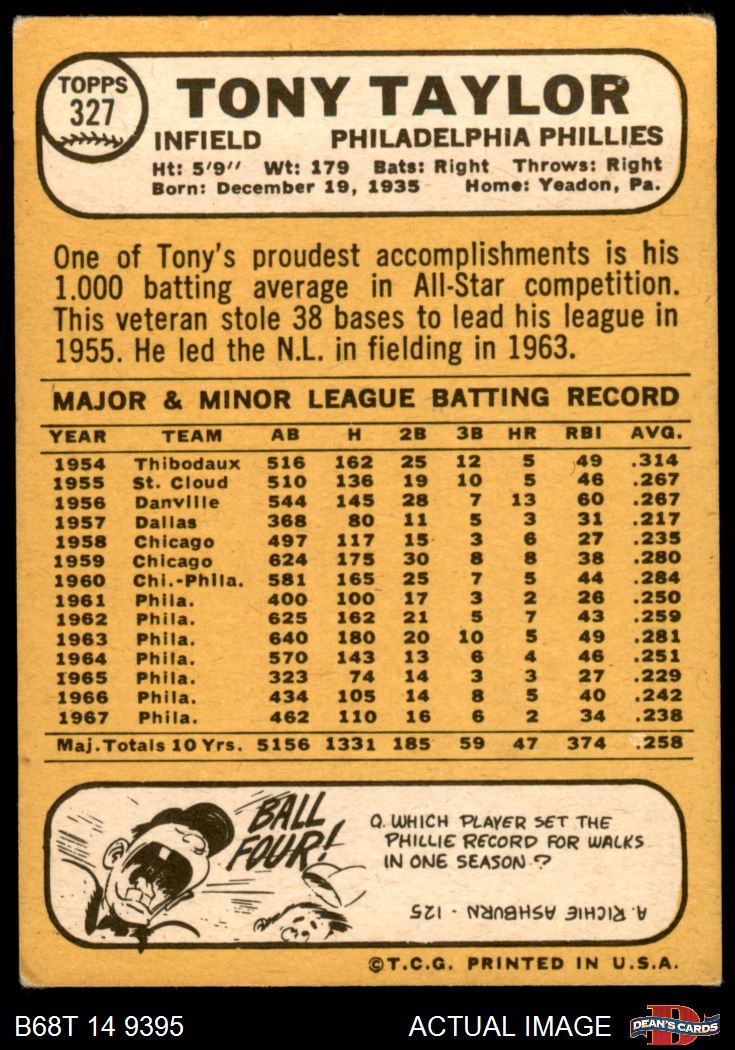 TOPPS
327
TONY TAYLOR
INFIELD PHILADELPHIA PHILLIES
Ht: 5'9" Wt: 179 Bats: Right Throws: Right
Born: December 19, 1935 Home: Yeadon, Pa.
One of Tony's proudest accomplishments is his
1.000 batting average in All-Star competition.
This veteran stole 38 bases to lead his league in
1955. He led the N.L. in fielding in 1963.
MAJOR & MINOR LEAGUE BATTING RECORD
YEAR TEAM AB H 2B 3B HR RBI AVG.
1954 Thibodaux 516 162 25 12 5 49 .314
1955 St. Cloud 510 136 19 10 5 46 .267
1956 Danville 544 145 28 7 13 60 .267
1957 Dallas 368 80 11 5 3 31 .217
1958 Chicago 497 117 15 3 6 27 .235
1959 Chicago 624 175 30 8 8 38 .280
1960 Chi.-Phila. 581 165 25 7 5 44 .284
1961 Phila. 400 100 17 3 2 26 .250
1962 Phila. 625 162 21 5 7 43 .259
1963 Phila. 640 180 20 10 5 49 .281
1964 Phila. 570 143 13 6 4 46 .251
1965 Phila. 323 74 14 3 3 27 .229
1966 Phila. 434 105 14 8 5 40 .242
1967 Phila. 462 110 16 6 2 34 .238
Maj. Totals 10 Yrs. 5156 1331 185 59 47 374 .258
BALL
FOUR!
Q. WHICH PLAYER SET THE
PHILLIE RECORD FOR WALKS
IN ONE SEASON?
A. RICHIE ASHBURN - 125
©T.C.G. PRINTED IN U.S.A.
B68T 14 9395 ACTUAL IMAGE
D
DEAN'S CARDS